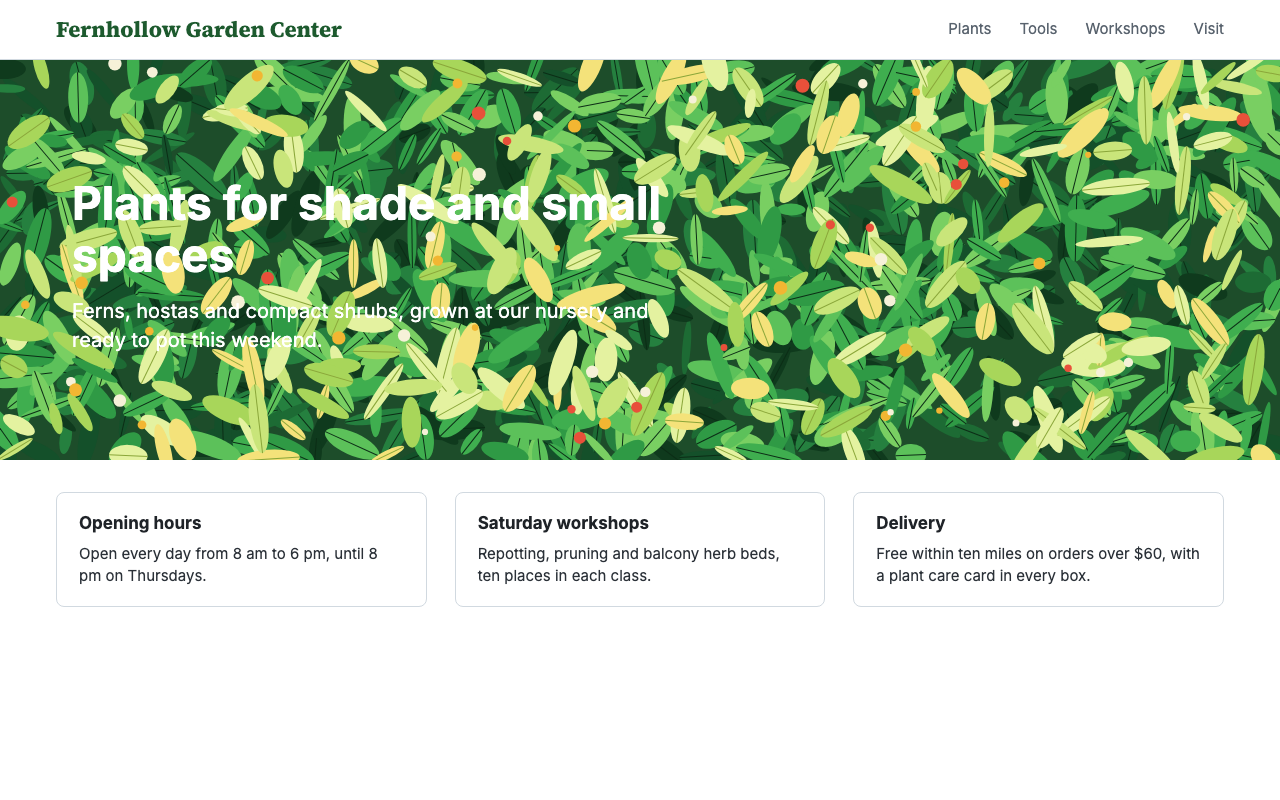 Fernhollow Garden Center
Plants Tools Workshops Visit
Plants for shade and small
spaces
Ferns, hostas and compact shrubs, grown at our nursery and
ready to pot this weekend.
Opening hours
Open every day from 8 am to 6 pm, until 8
pm on Thursdays.
Saturday workshops
Repotting, pruning and balcony herb beds,
ten places in each class.
Delivery
Free within ten miles on orders over $60, with
a plant care card in every box.